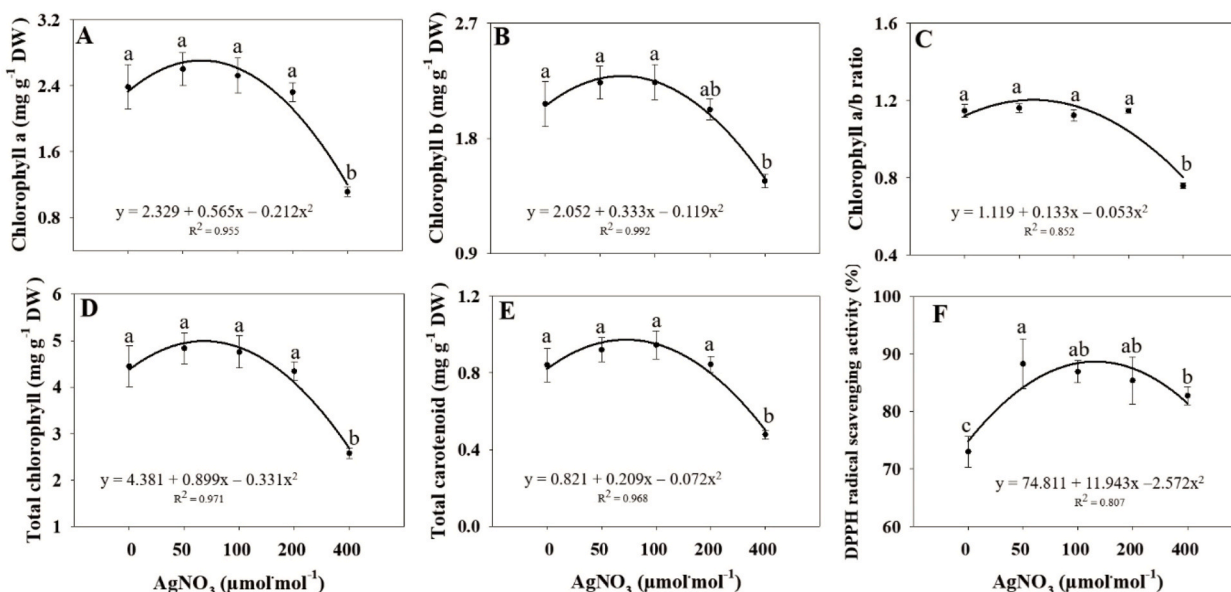 A
Chlorophyll a (mg g⁻¹ DW)
3.2
2.4
1.6
0.8
a
a
a
a
b
y = 2.329 + 0.565x – 0.212x²
R² = 0.955
B
Chlorophyll b (mg g⁻¹ DW)
2.7
1.8
0.9
a
a
a
ab
b
y = 2.052 + 0.333x – 0.119x²
R² = 0.992
C
Chlorophyll a/b ratio
1.6
1.2
0.8
0.4
a
a
a
a
b
y = 1.119 + 0.133x – 0.053x²
R² = 0.852
D
Total chlorophyll (mg g⁻¹ DW)
6
5
4
3
2
1
a
a
a
a
b
y = 4.381 + 0.899x – 0.331x²
R² = 0.971
0 50 100 200 400
AgNO₃ (µmol·mol⁻¹)
E
Total carotenoid (mg g⁻¹ DW)
1.2
0.8
0.4
0.0
a
a
a
a
b
y = 0.821 + 0.209x – 0.072x²
R² = 0.968
0 50 100 200 400
AgNO₃ (µmol·mol⁻¹)
F
DPPH radical scavenging activity (%)
100
90
80
70
60
c
a
ab
ab
b
y = 74.811 + 11.943x –2.572x²
R² = 0.807
0 50 100 200 400
AgNO₃ (µmol·mol⁻¹)